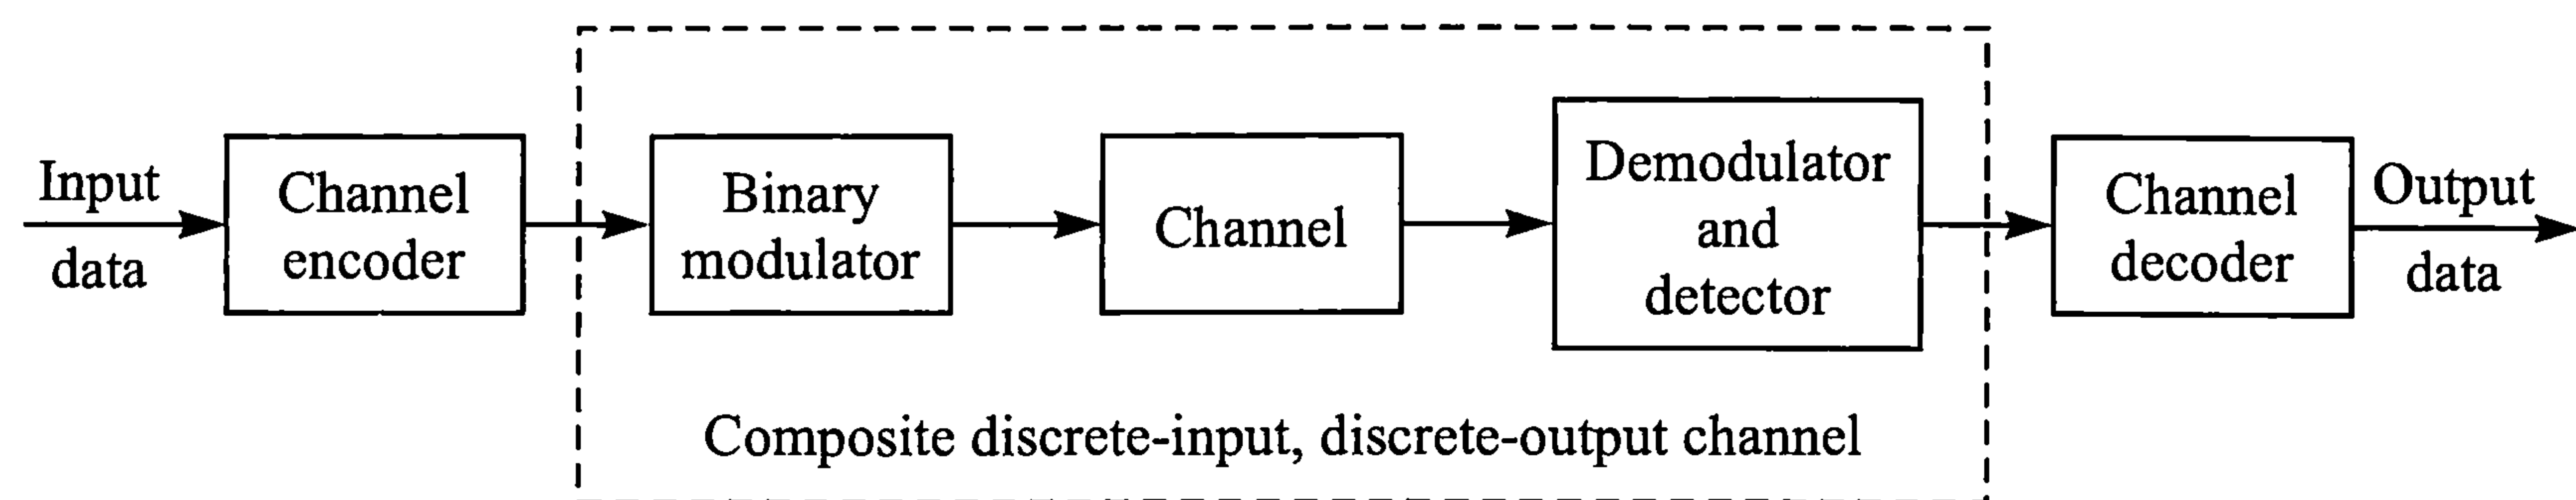 Input
data
Channel
encoder
Binary
modulator
Channel
Demodulator
and
detector
Channel
decoder
Output
data
Composite discrete-input, discrete-output channel